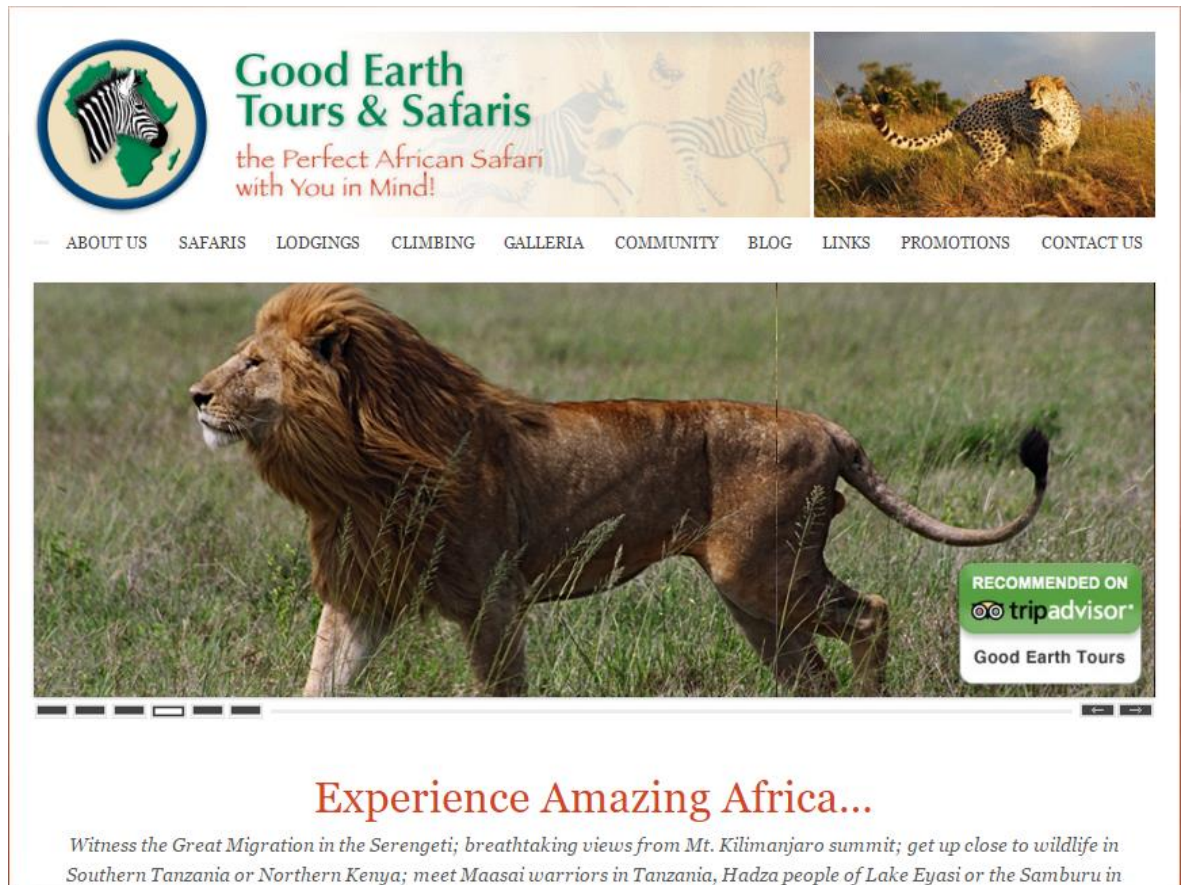 Good Earth
Tours & Safaris
the Perfect African Safari
with You in Mind!
ABOUT US SAFARIS LODGINGS CLIMBING GALLERIA COMMUNITY BLOG LINKS PROMOTIONS CONTACT US
RECOMMENDED ON
tripadvisor
Good Earth Tours
Experience Amazing Africa...
Witness the Great Migration in the Serengeti; breathtaking views from Mt. Kilimanjaro summit; get up close to wildlife in
Southern Tanzania or Northern Kenya; meet Maasai warriors in Tanzania, Hadza people of Lake Eyasi or the Samburu in